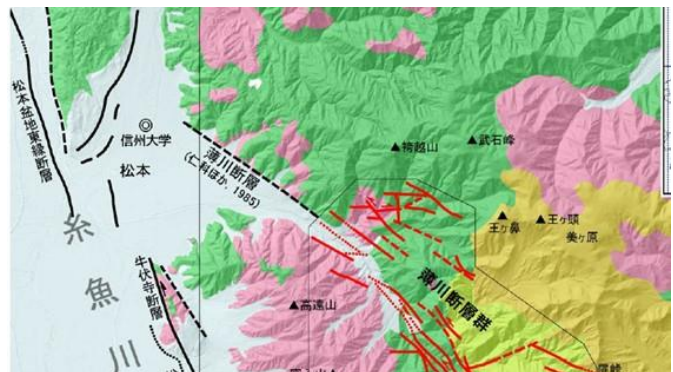 松本盆地東縁断層
信州大学
松本
薄川断層
(仁科ほか, 1985)
▲袴越山
▲武石峰
王ヶ鼻
王ヶ頭
美ヶ原
糸魚川
牛伏寺断層
▲高遠山
薄川断層群